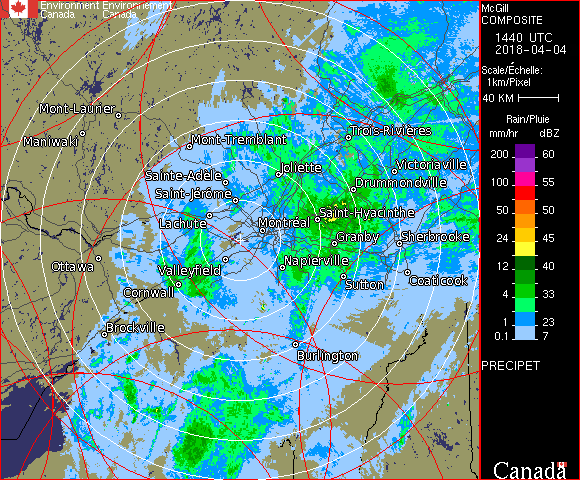 Environment Environnement
Canada Canada
McGill
COMPOSITE
1440 UTC
2018-04-04
Scale/Échelle:
1km/Pixel
40 KM
Rain/Pluie
mm/hr dBZ
200 60
100 55
50 50
24 45
12 40
4 33
1 23
0.1 7
PRECIPET
Canada
Mont-Laurier
Maniwaki
Mont-Tremblant
Trois-Rivières
Sainte-Adèle
Joliette
Victoriaville
Saint-Jérôme
Drummondville
Lachute
Montréal
Saint-Hyacinthe
Granby
Sherbrooke
Ottawa
Valleyfield
Napierville
Cornwall
Sutton
Coaticook
Brockville
Burlington